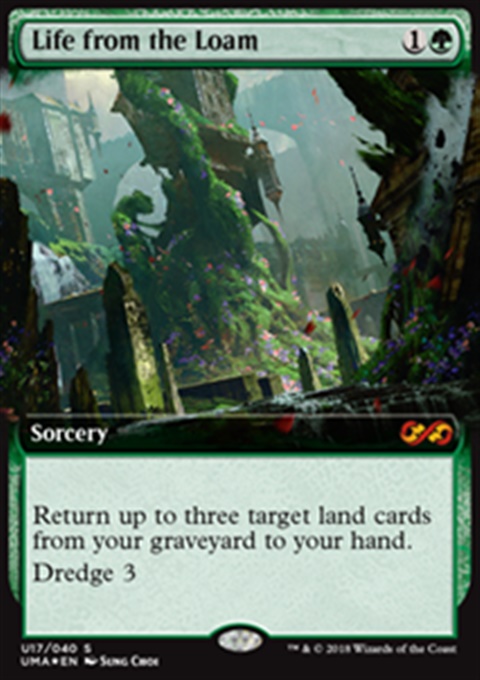 Life from the Loam 1
Sorcery
Return up to three target land cards
from your graveyard to your hand.
Dredge 3
U17/040 S
UMA★EN Sung Choi
™ & © 2018 Wizards of the Coast